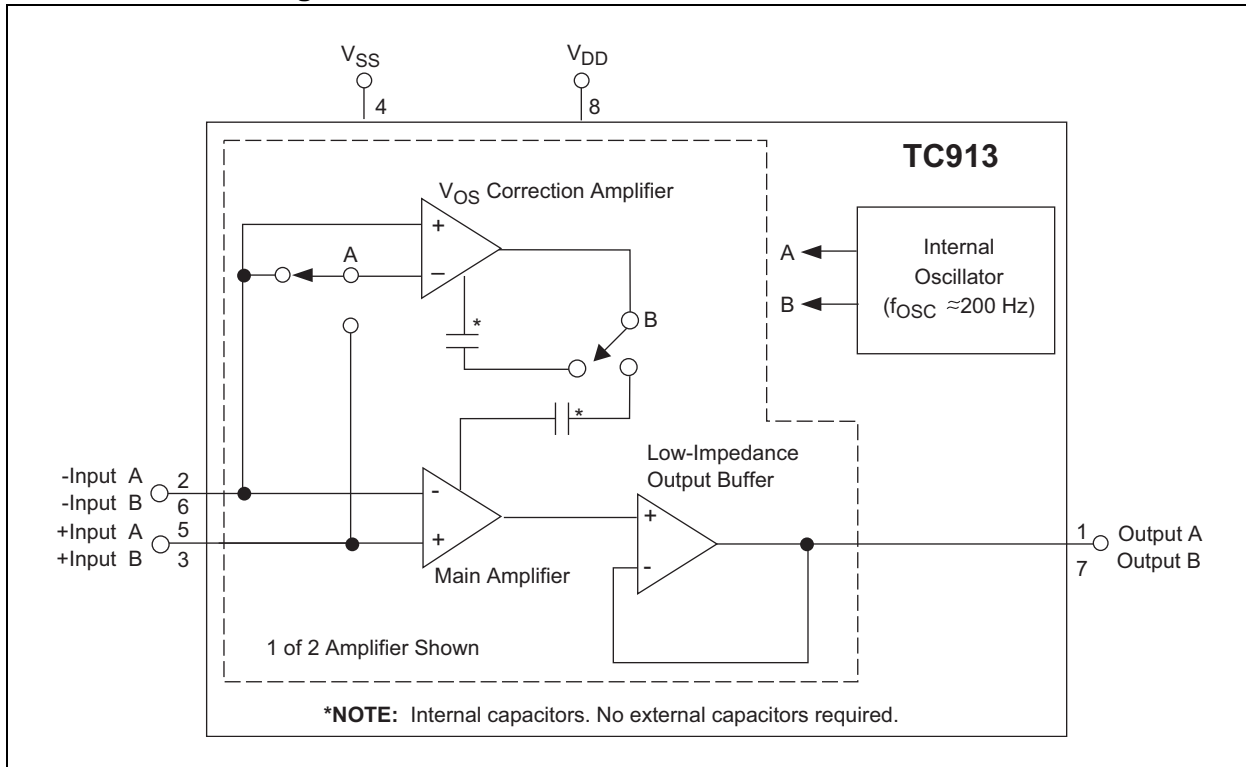 VSS
VDD
4
8
TC913
VOS Correction Amplifier
+
A
–
*
B
A
B
Internal
Oscillator
(fOSC ≈200 Hz)
*
Low-Impedance
Output Buffer
-Input A 2
-Input B 6
+Input A 5
+Input B 3
-
+
Main Amplifier
+
-
1 Output A
7 Output B
1 of 2 Amplifier Shown
*NOTE: Internal capacitors. No external capacitors required.